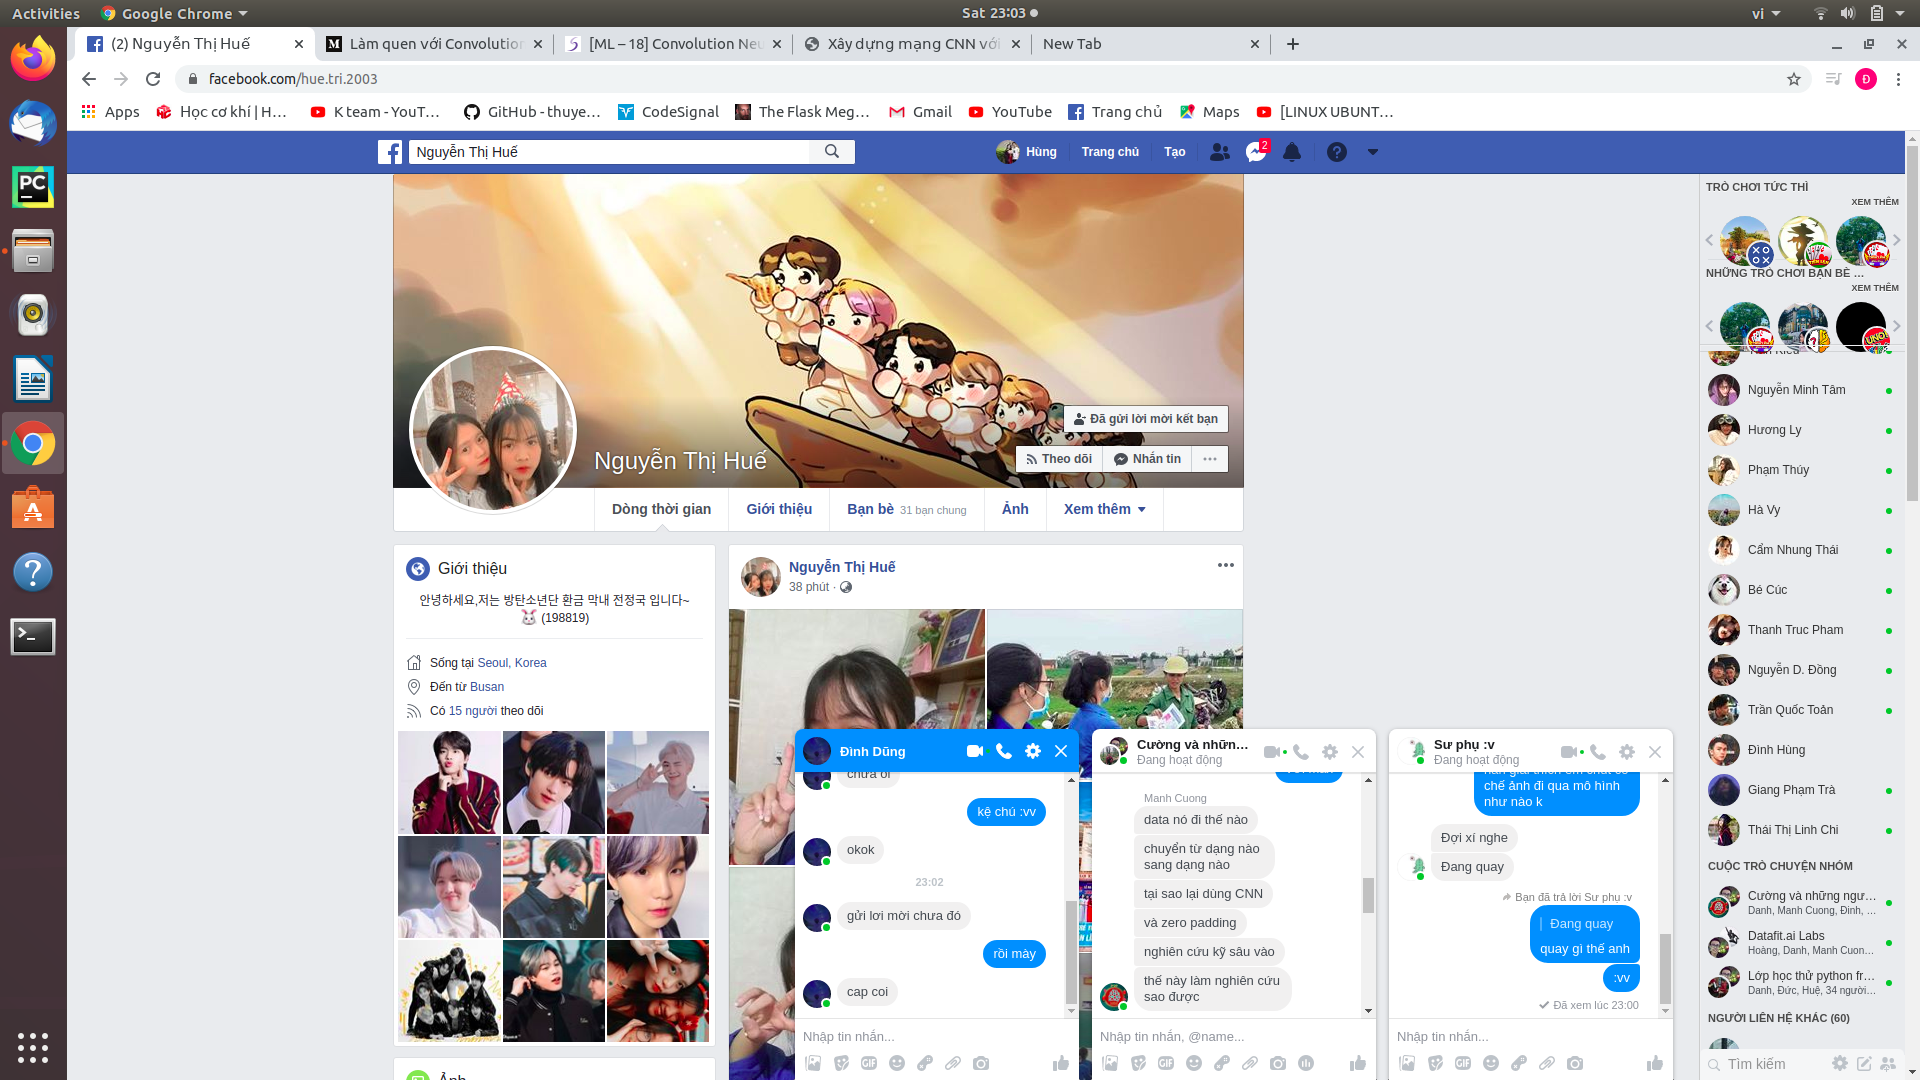 Activities
Google Chrome
Sat 23:03
vi
(2) Nguyễn Thị Huế
Làm quen với Convolution
[ML – 18] Convolution Neu
Xây dựng mạng CNN với
New Tab
facebook.com/hue.tri.2003
Đ
Apps
Học cơ khí | H…
K team - YouT…
GitHub - thuye…
CodeSignal
The Flask Meg…
Gmail
YouTube
Trang chủ
Maps
[LINUX UBUNT…
Nguyễn Thị Huế
Hùng
Trang chủ
Tạo
2
Nguyễn Thị Huế
Đã gửi lời mời kết bạn
Theo dõi
Nhắn tin
Dòng thời gian
Giới thiệu
Bạn bè 31 bạn chung
Ảnh
Xem thêm
Giới thiệu
안녕하세요,저는 방탄소년단 환금 막내 전정국 입니다~
(198819)
Sống tại Seoul, Korea
Đến từ Busan
Có 15 người theo dõi
Ảnh
Nguyễn Thị Huế
38 phút ·
Đình Dũng
chưa ơi
kệ chú :vv
okok
23:02
gửi lơi mời chưa đó
rồi mày
cap coi
Nhập tin nhắn...
Cường và nhữn…
Đang hoạt động
Manh Cuong
data nó đi thế nào
chuyển từ dạng nào
sang dạng nào
tại sao lại dùng CNN
và zero padding
nghiên cứu kỹ sâu vào
thế này làm nghiên cứu
sao được
Nhập tin nhắn, @name...
Sư phụ :v
Đang hoạt động
chế ảnh đi qua mô hình
như nào k
Đợi xí nghe
Đang quay
Bạn đã trả lời Sư phụ :v
Đang quay
quay gì thế anh
:vv
Đã xem lúc 23:00
Nhập tin nhắn...
TRÒ CHƠI TỨC THÌ
XEM THÊM
NHỮNG TRÒ CHƠI BẠN BÈ …
XEM THÊM
Nguyễn Minh Tâm
Hương Ly
Phạm Thúy
Hà Vy
Cẩm Nhung Thái
Bé Cúc
Thanh Truc Pham
Nguyễn D. Đồng
Trần Quốc Toản
Đình Hùng
Giang Phạm Trà
Thái Thị Linh Chi
CUỘC TRÒ CHUYỆN NHÓM
Cường và những ngư…
Danh, Manh Cuong, Đinh, …
Datafit.ai Labs
Hoàng, Danh, Manh Cuon…
Lớp học thử python fr…
Danh, Đức, Huệ, 34 người…
NGƯỜI LIÊN HỆ KHÁC (60)
Tìm kiếm